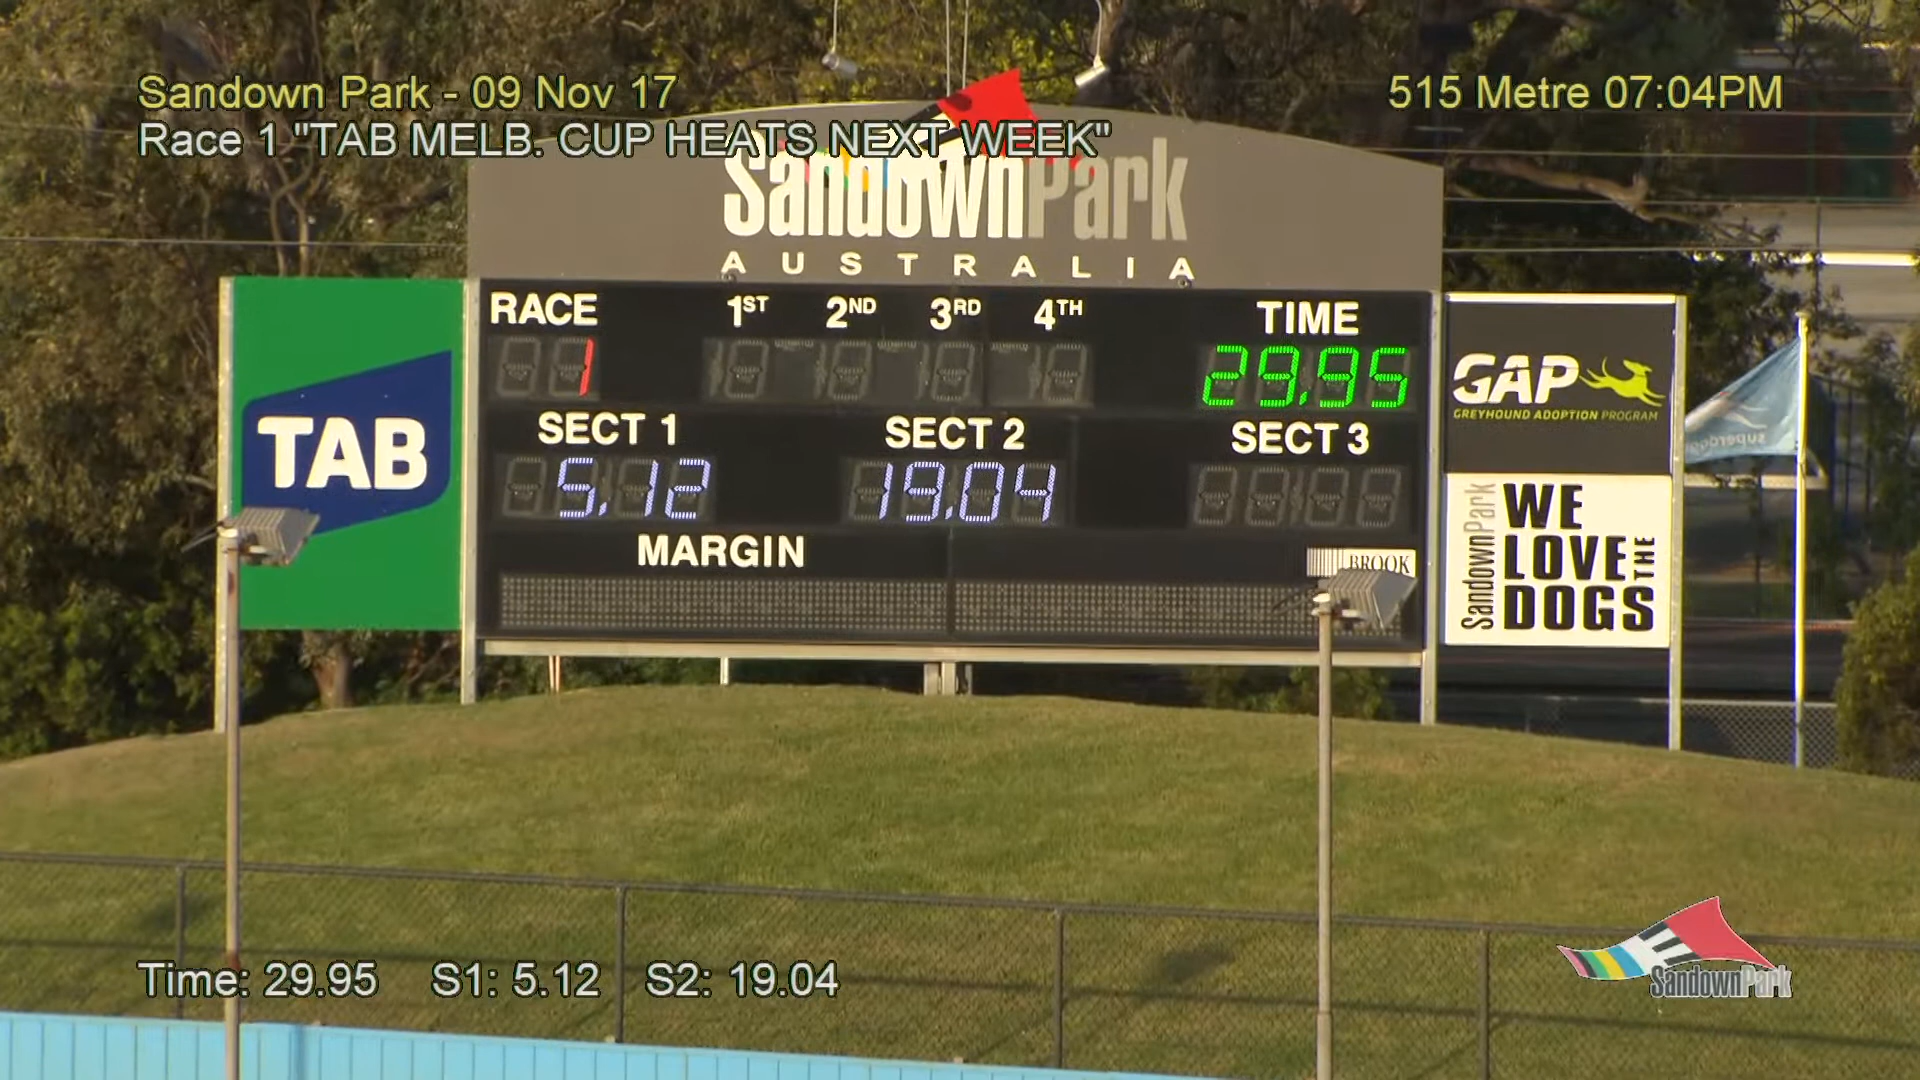 Sandown Park - 09 Nov 17
515 Metre 07:04PM
Race 1 "TAB MELB. CUP HEATS NEXT WEEK"
SandownPark
AUSTRALIA
RACE 1ST 2ND 3RD 4TH TIME
1 29.95
SECT 1 SECT 2 SECT 3
5.12 19.04
MARGIN
BROOK
TAB
GAP
GREYHOUND ADOPTION PROGRAM
SandownPark
WE
LOVE THE
DOGS
superdogs
Time: 29.95 S1: 5.12 S2: 19.04
SandownPark